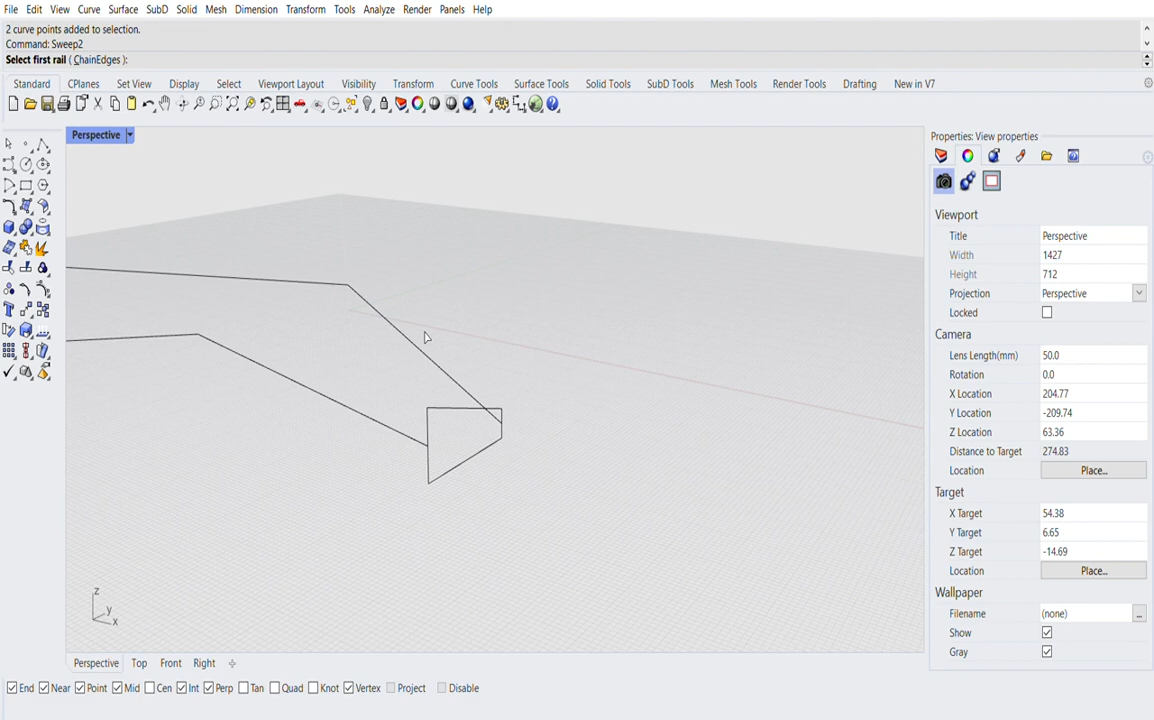 File Edit View Curve Surface SubD Solid Mesh Dimension Transform Tools Analyze Render Panels Help
2 curve points added to selection.
Command: Sweep2
Select first rail ( ChainEdges ):
Standard CPlanes Set View Display Select Viewport Layout Visibility Transform Curve Tools Surface Tools Solid Tools SubD Tools Mesh Tools Render Tools Drafting New in V7
Perspective
Properties: View properties
Viewport
Title Perspective
Width 1427
Height 712
Projection Perspective
Locked
Camera
Lens Length(mm) 50.0
Rotation 0.0
X Location 204.77
Y Location -209.74
Z Location 63.36
Distance to Target 274.83
Location Place...
Target
X Target 54.38
Y Target 6.65
Z Target -14.69
Location Place...
Wallpaper
Filename (none) ...
Show
Gray
z
y
x
Perspective Top Front Right
End Near Point Mid Cen Int Perp Tan Quad Knot Vertex Project Disable